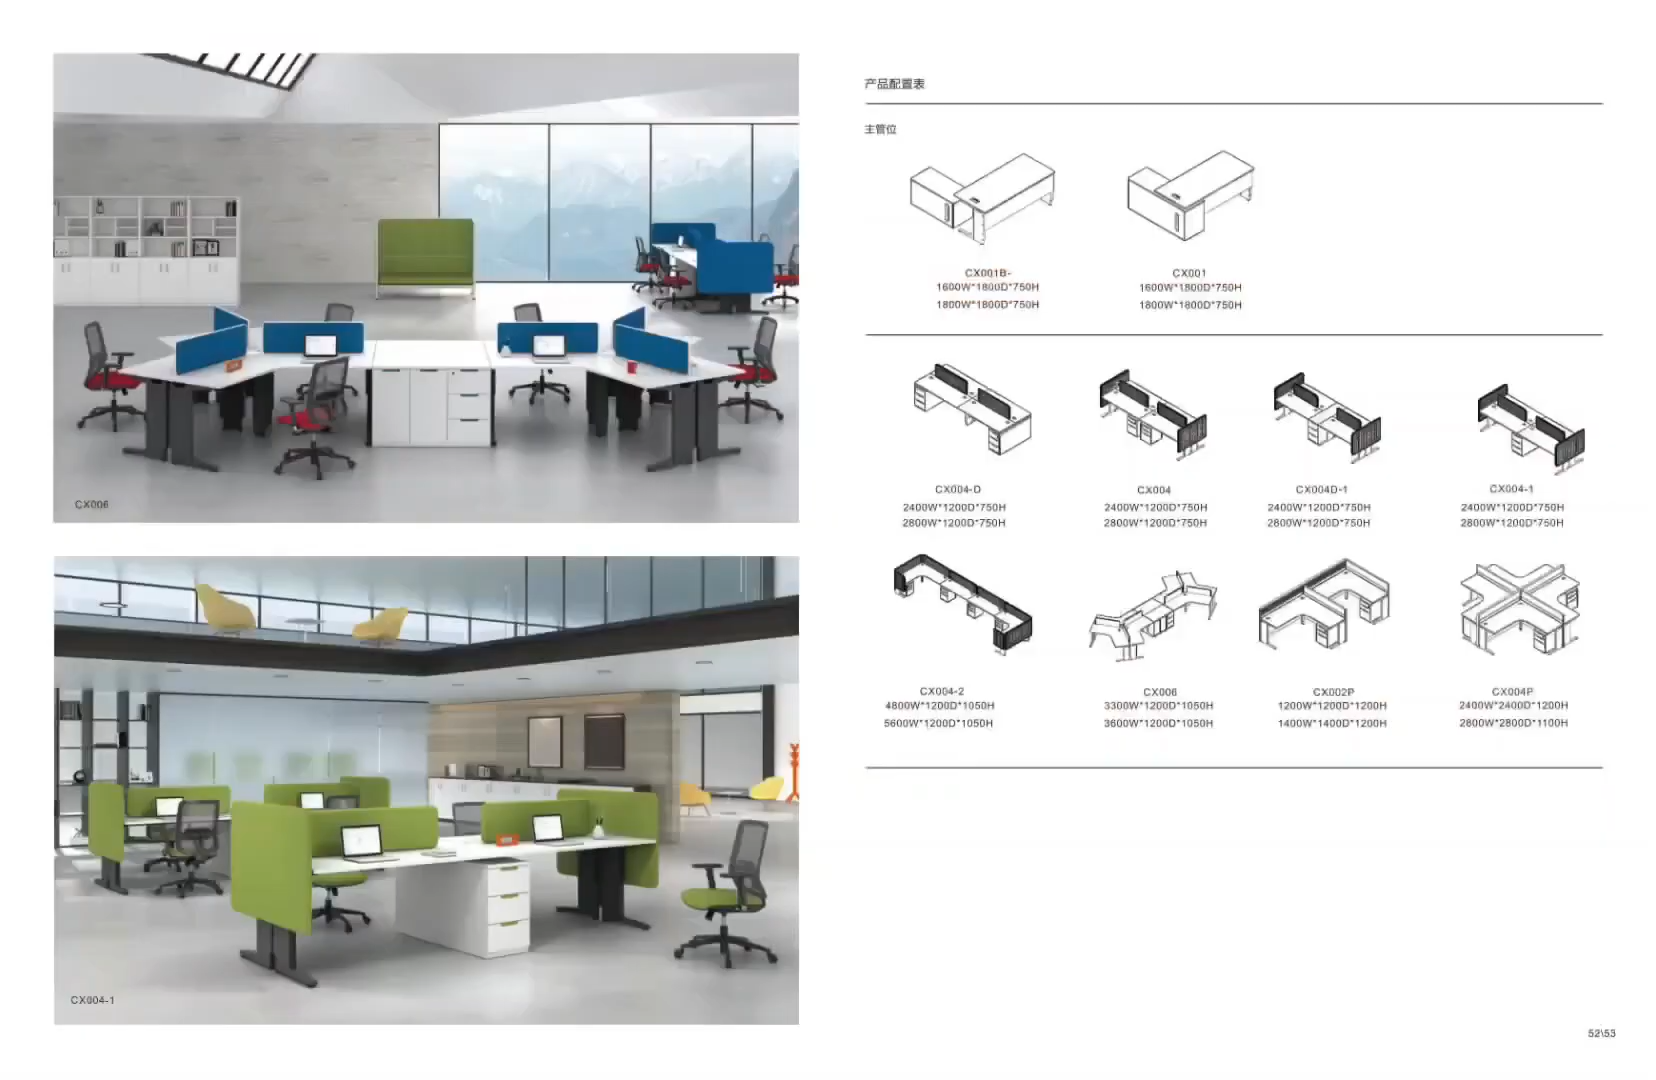 CX006
CX004-1
产品配置表
主管位
CX001B-
1600W*1800D*750H
1800W*1800D*750H
CX001
1600W*1800D*750H
1800W*1800D*750H
CX004-D
2400W*1200D*750H
2800W*1200D*750H
CX004
2400W*1200D*750H
2800W*1200D*750H
CX004D-1
2400W*1200D*750H
2800W*1200D*750H
CX004-1
2400W*1200D*750H
2800W*1200D*750H
CX004-2
4800W*1200D*1050H
5600W*1200D*1050H
CX006
3300W*1200D*1050H
3600W*1200D*1050H
CX002P
1200W*1200D*1200H
1400W*1400D*1200H
CX004P
2400W*2400D*1200H
2800W*2800D*1100H
52\53